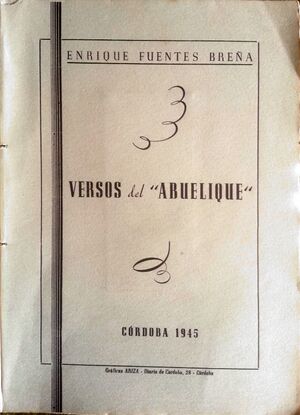 ENRIQUE FUENTES BREÑA
VERSOS del "ABUELIQUE"
CÓRDOBA 1945
Gráficas ARIZA - Diario de Córdoba, 28 - Córdoba